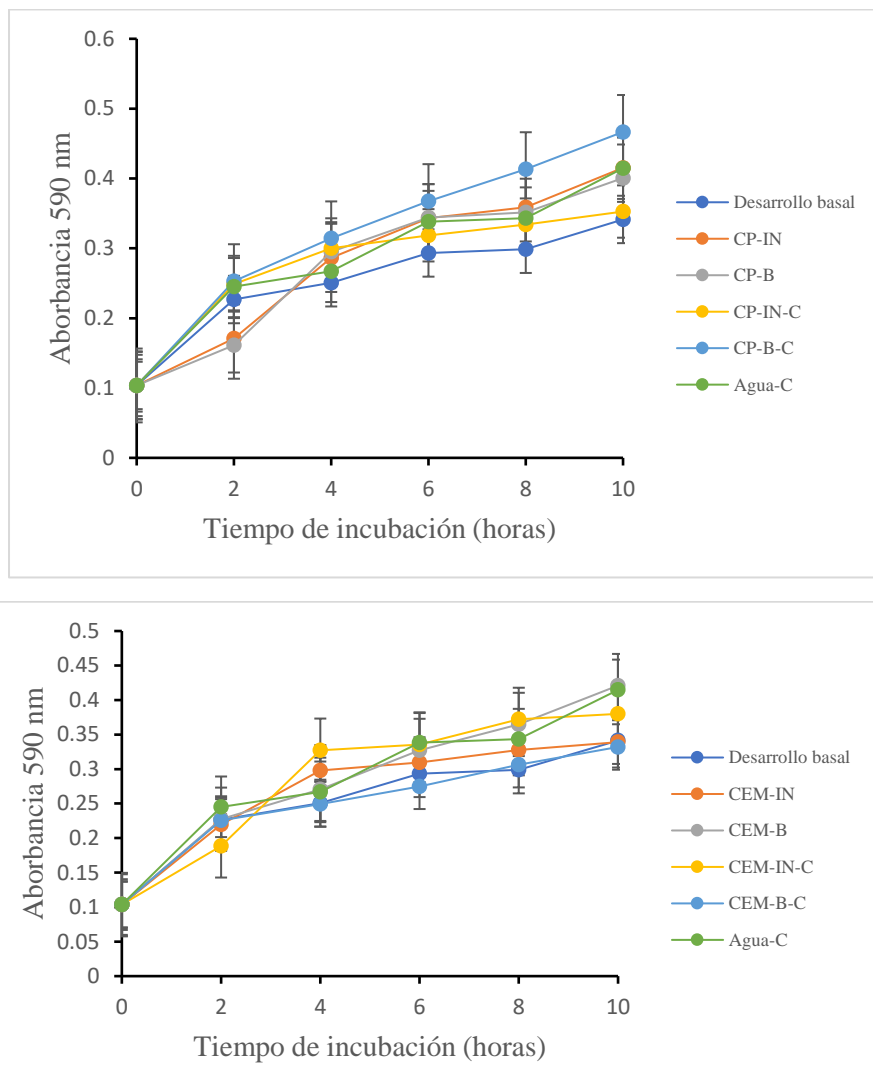 0.6
0.5
0.4
0.3
0.2
0.1
0
Aborbancia 590 nm
0 2 4 6 8 10
Tiempo de incubación (horas)
Desarrollo basal
CP-IN
CP-B
CP-IN-C
CP-B-C
Agua-C
0.5
0.45
0.4
0.35
0.3
0.25
0.2
0.15
0.1
0.05
0
Aborbancia 590 nm
0 2 4 6 8 10
Tiempo de incubación (horas)
Desarrollo basal
CEM-IN
CEM-B
CEM-IN-C
CEM-B-C
Agua-C